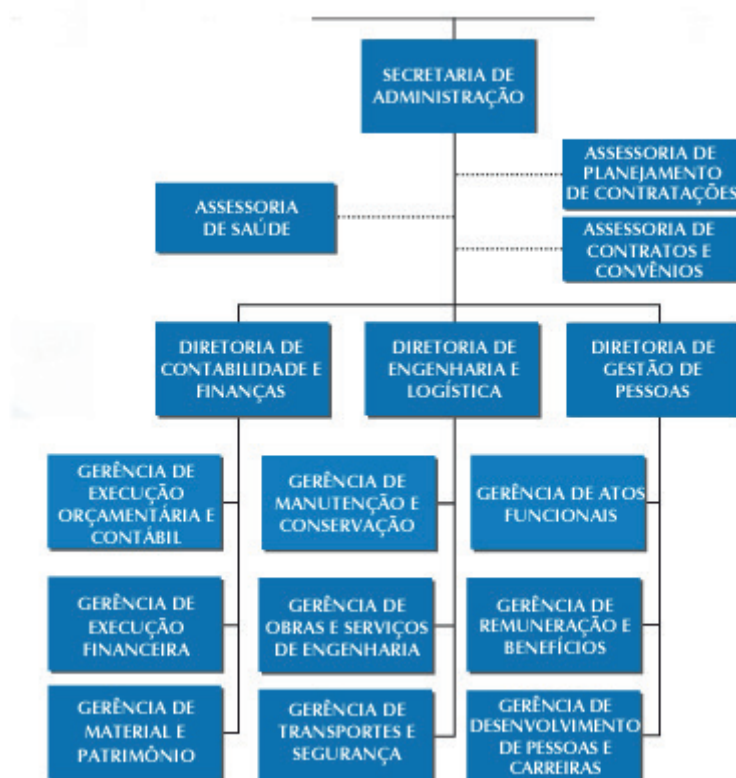 SECRETARIA DE
ADMINISTRAÇÃO
ASSESSORIA DE
PLANEJAMENTO
DE CONTRATAÇÕES
ASSESSORIA
DE SAÚDE
ASSESSORIA DE
CONTRATOS E
CONVÊNIOS
DIRETORIA DE
CONTABILIDADE E
FINANÇAS
DIRETORIA DE
ENGENHARIA E
LOGÍSTICA
DIRETORIA DE
GESTÃO DE
PESSOAS
GERÊNCIA DE
EXECUÇÃO
ORÇAMENTÁRIA E
CONTÁBIL
GERÊNCIA DE
MANUTENÇÃO E
CONSERVAÇÃO
GERÊNCIA DE ATOS
FUNCIONAIS
GERÊNCIA DE
EXECUÇÃO
FINANCEIRA
GERÊNCIA DE
OBRAS E SERVIÇOS
DE ENGENHARIA
GERÊNCIA DE
REMUNERAÇÃO E
BENEFÍCIOS
GERÊNCIA DE
MATERIAL E
PATRIMÔNIO
GERÊNCIA DE
TRANSPORTES E
SEGURANÇA
GERÊNCIA DE
DESENVOLVIMENTO
DE PESSOAS E
CARREIRAS